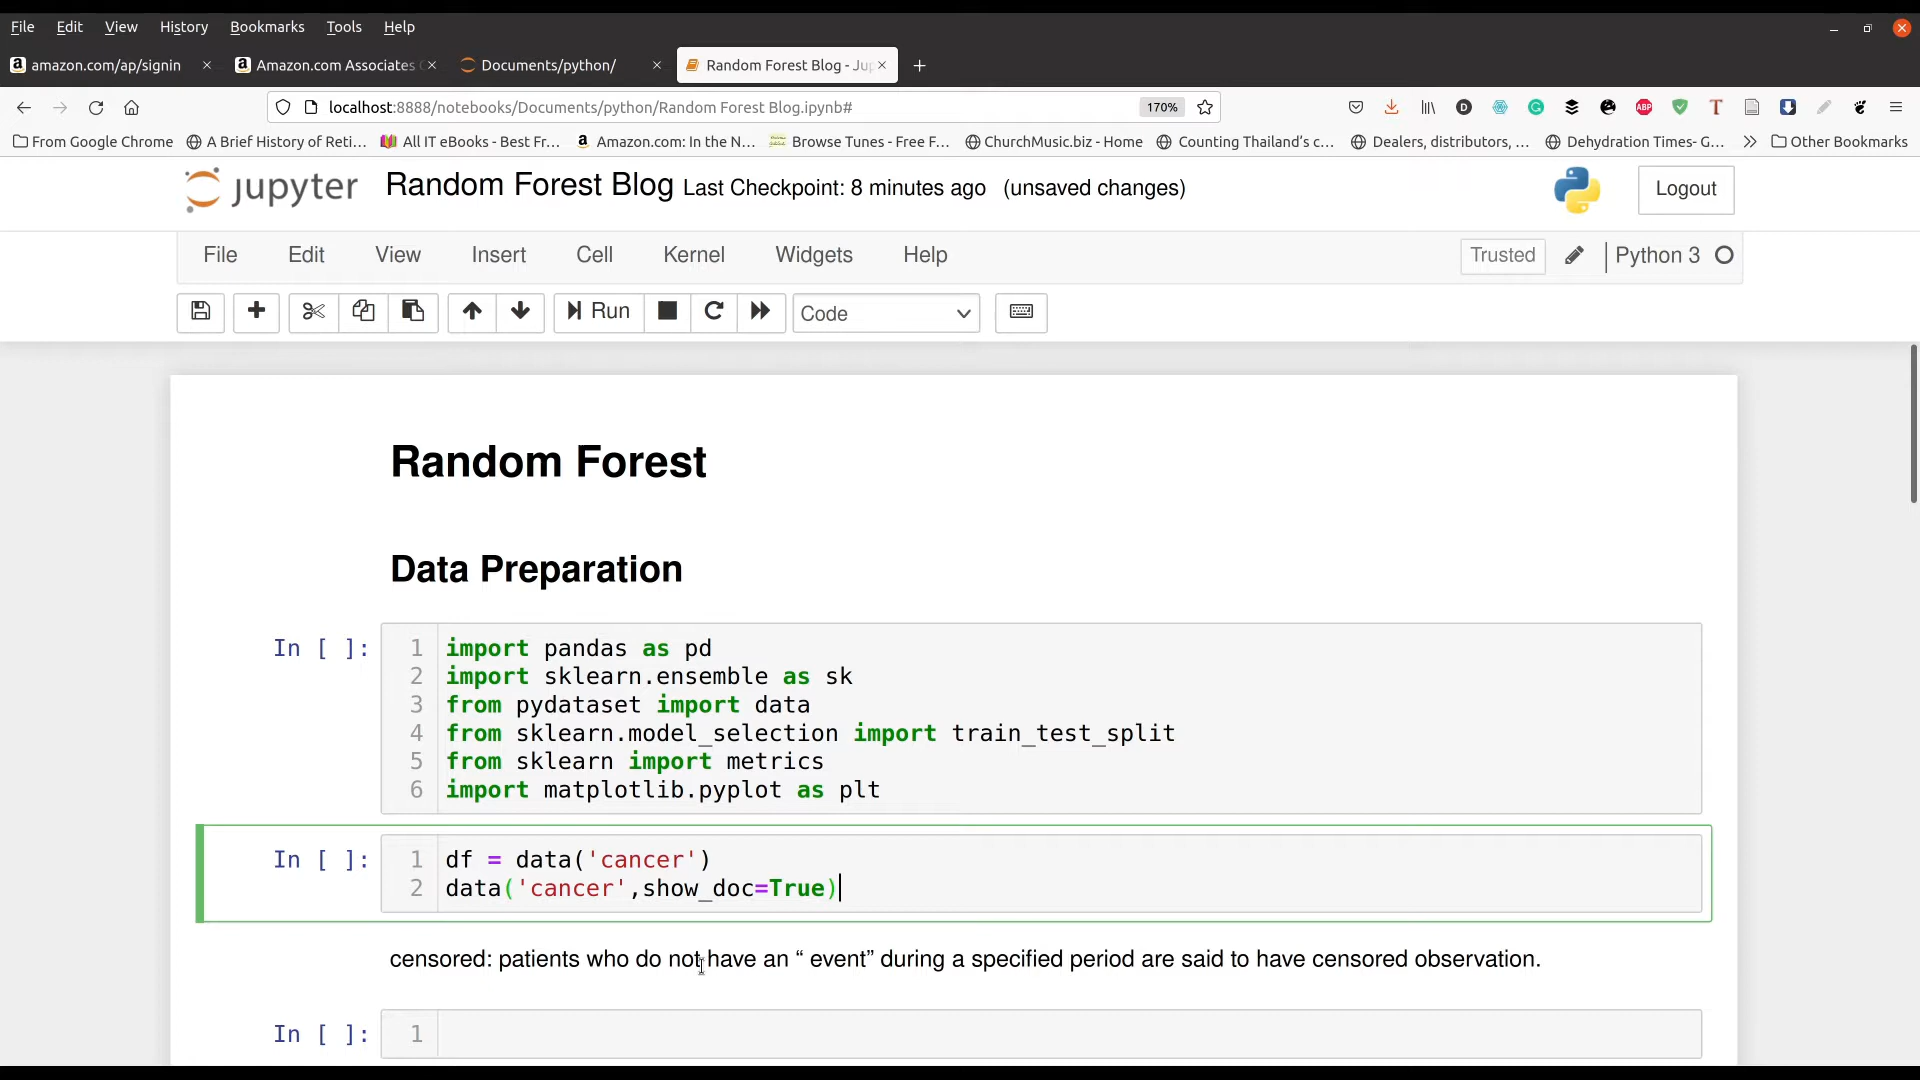 File Edit View History Bookmarks Tools Help
amazon.com/ap/signin Amazon.com Associates Documents/python/ Random Forest Blog - Ju
localhost:8888/notebooks/Documents/python/Random Forest Blog.ipynb# 170%
From Google Chrome A Brief History of Reti... All IT eBooks - Best Fr... Amazon.com: In the N... Browse Tunes - Free F... ChurchMusic.biz - Home Counting Thailand’s c... Dealers, distributors, ... Dehydration Times- G... Other Bookmarks
jupyter Random Forest Blog Last Checkpoint: 8 minutes ago (unsaved changes) Logout
File Edit View Insert Cell Kernel Widgets Help Trusted Python 3
Run Code
Random Forest
Data Preparation
In [ ]: 1 import pandas as pd
2 import sklearn.ensemble as sk
3 from pydataset import data
4 from sklearn.model_selection import train_test_split
5 from sklearn import metrics
6 import matplotlib.pyplot as plt
In [ ]: 1 df = data('cancer')
2 data('cancer',show_doc=True)
censored: patients who do not have an “ event” during a specified period are said to have censored observation.
In [ ]: 1